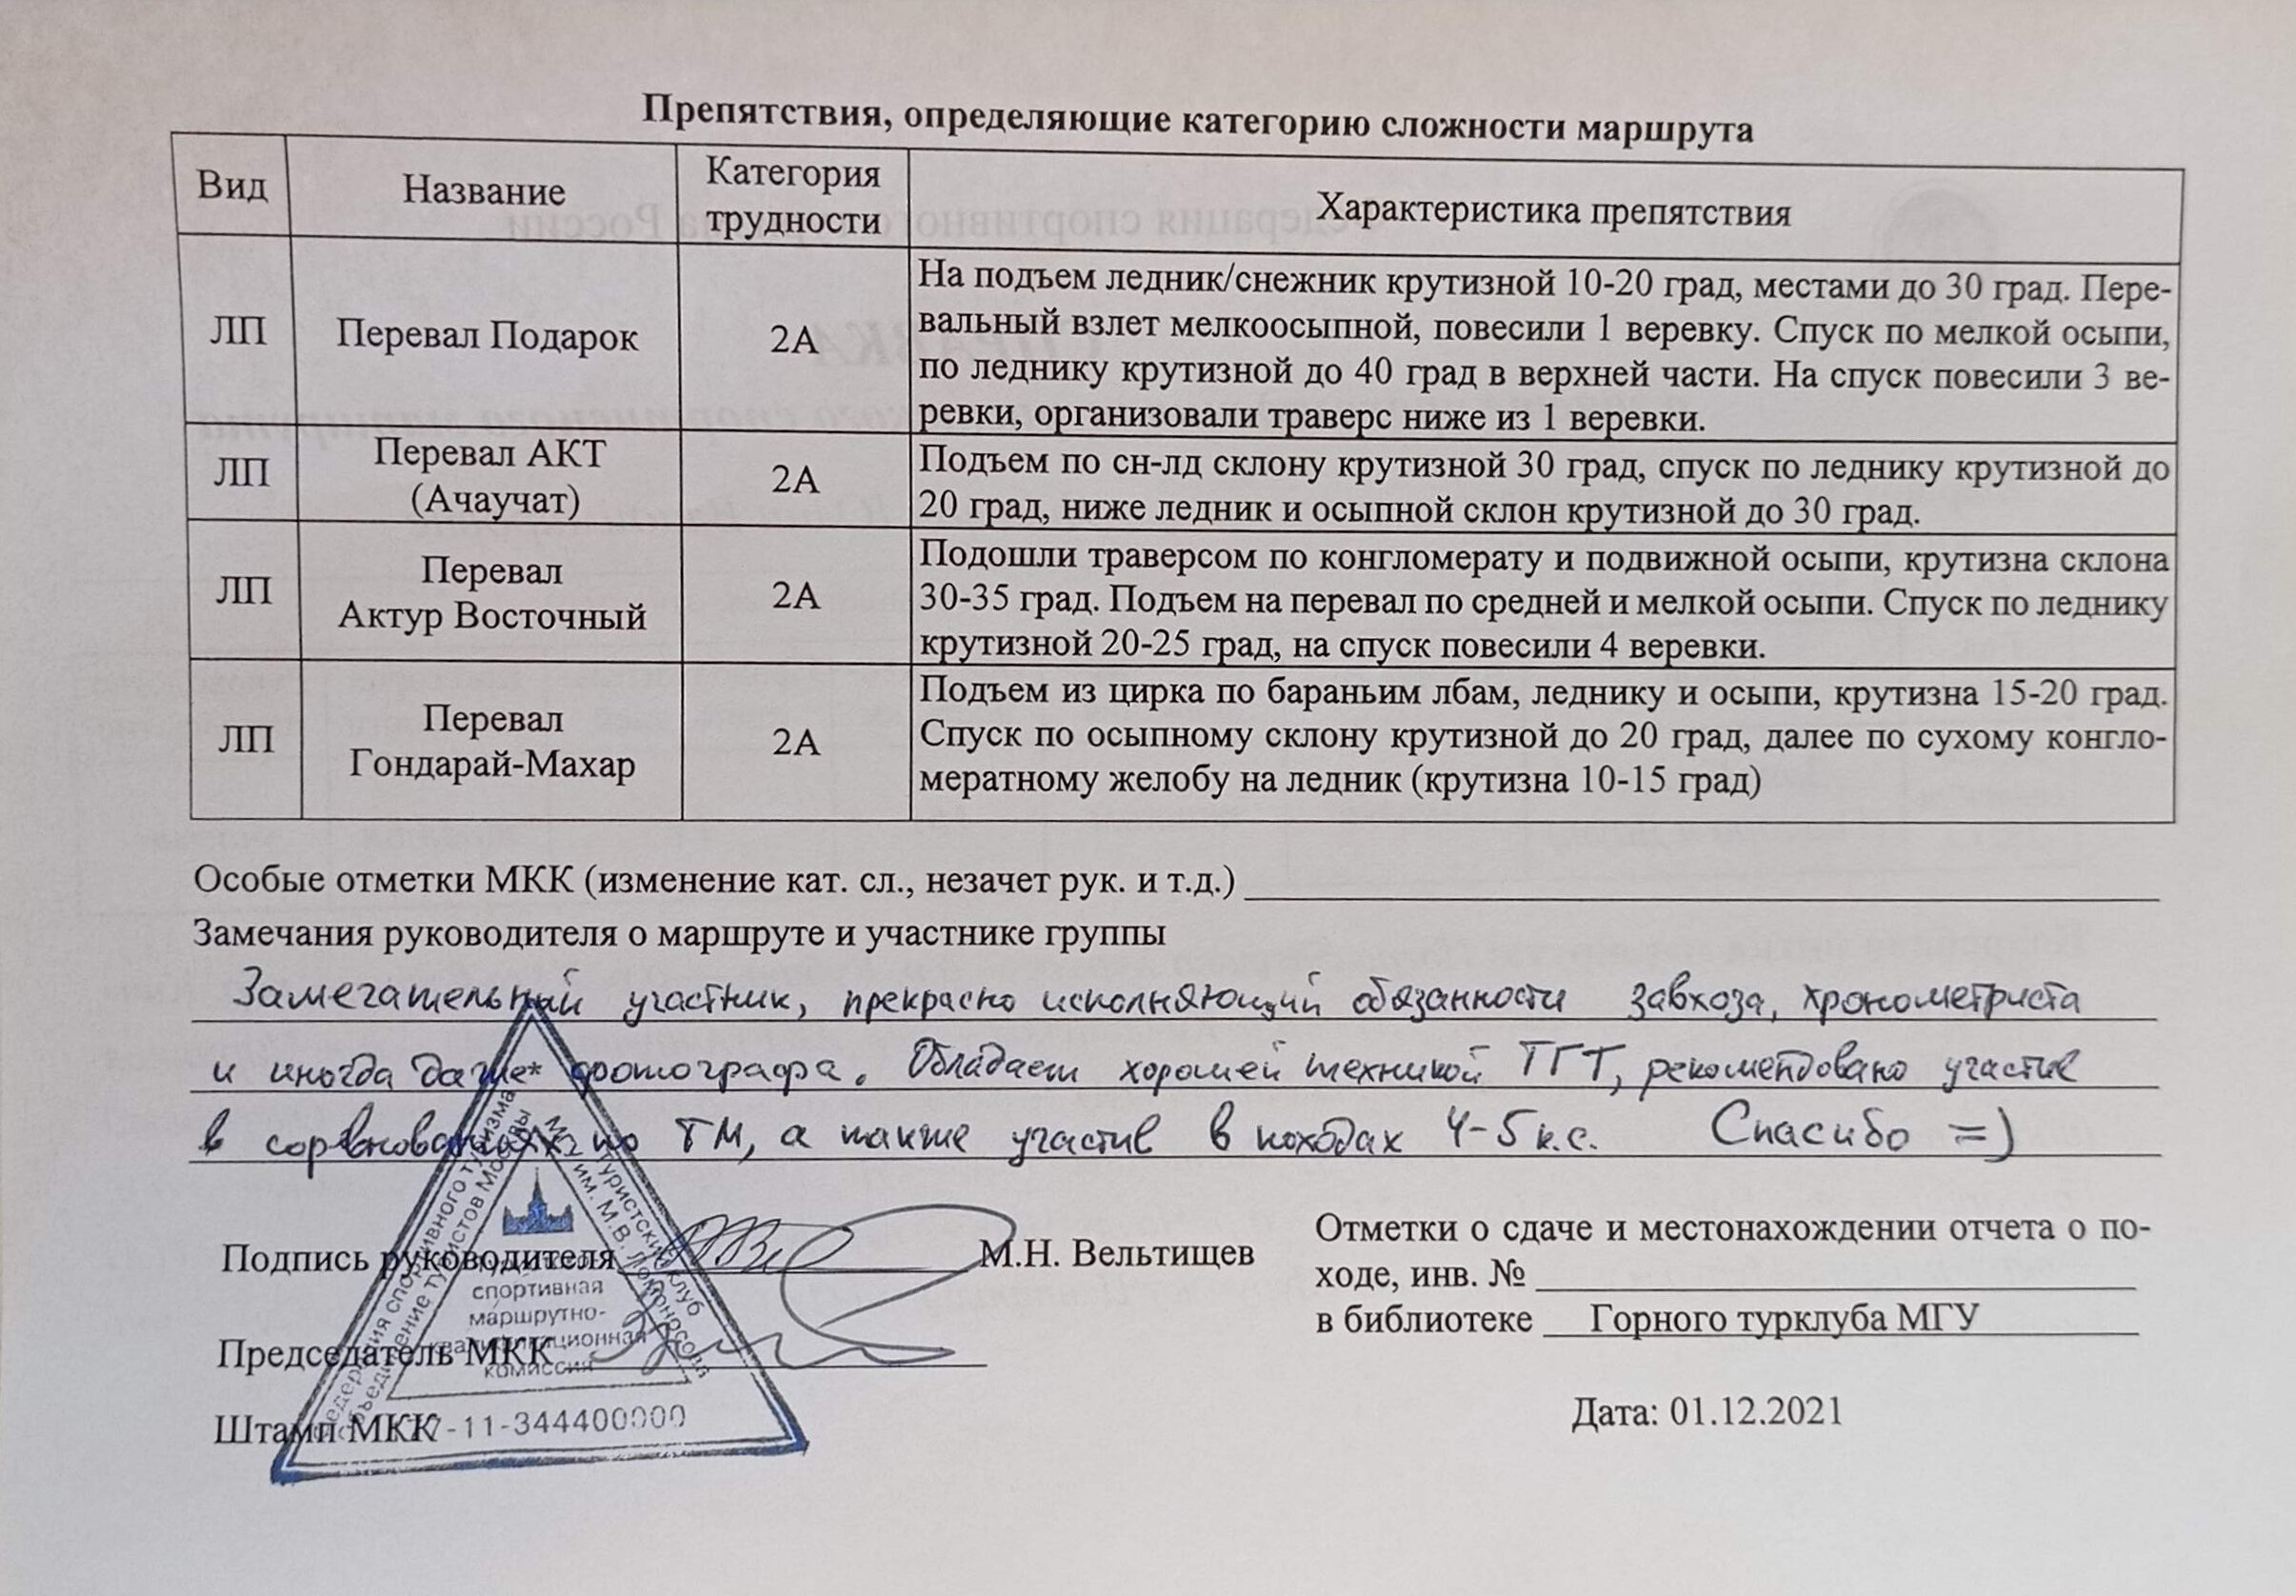 Препятствия, определяющие категорию сложности маршрута
Вид
Название
Категория
трудности
Характеристика препятствия
ЛП
Перевал Подарок
2А
На подъем ледник/снежник крутизной 10-20 град, местами до 30 град. Пере-
вальный взлет мелкоосыпной, повесили 1 веревку. Спуск по мелкой осыпи,
по леднику крутизной до 40 град в верхней части. На спуск повесили 3 ве-
ревки, организовали траверс ниже из 1 веревки.
ЛП
Перевал АКТ
(Ачаучат)
2А
Подъем по сн-лд склону крутизной 30 град, спуск по леднику крутизной до
20 град, ниже ледник и осыпной склон крутизной до 30 град.
ЛП
Перевал
Актур Восточный
2А
Подошли траверсом по конгломерату и подвижной осыпи, крутизна склона
30-35 град. Подъем на перевал по средней и мелкой осыпи. Спуск по леднику
крутизной 20-25 град, на спуск повесили 4 веревки.
ЛП
Перевал
Гондарай-Махар
2А
Подъем из цирка по бараньим лбам, леднику и осыпи, крутизна 15-20 град.
Спуск по осыпному склону крутизной до 20 град, далее по сухому конгло-
мератному желобу на ледник (крутизна 10-15 град)
Особые отметки МКК (изменение кат. сл., незачет рук. и т.д.)
Замечания руководителя о маршруте и участнике группы
Замечательный участник, прекрасно исполняющий обязанности завхоза, хронометриста
и иногда даже* фотографа. Обладает хорошей техникой ТГТ, рекомендовано участие
в соревнованиях по ТМ, а также участие в походах 4-5 к.с. Спасибо =)
Подпись руководителя М.Н. Вельтищев
Председатель МКК
Штамп МКК
Федерация спортивного туризма
объединение туристов Москвы
туристский клуб
им. М.В. Ломоносова
спортивная
маршрутно-
квалификационная
комиссия
7-11-344400000
Отметки о сдаче и местонахождении отчета о по-
ходе, инв. №
в библиотеке Горного турклуба МГУ
Дата: 01.12.2021